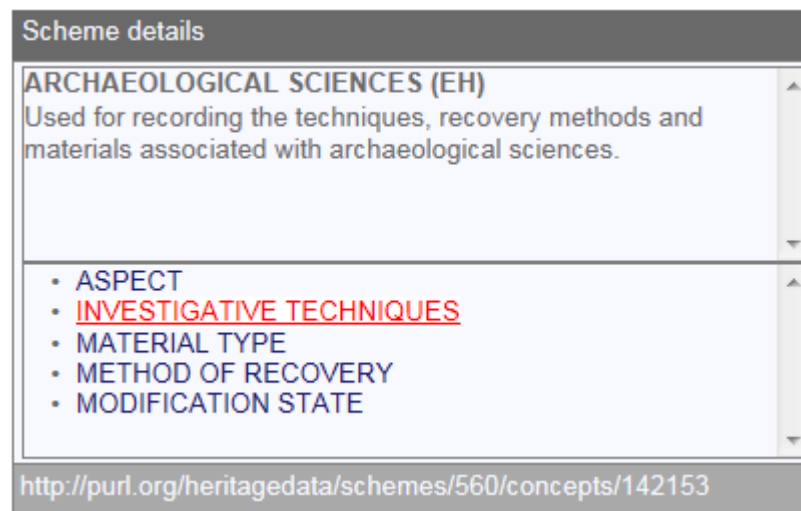 Scheme details
ARCHAEOLOGICAL SCIENCES (EH)
Used for recording the techniques, recovery methods and
materials associated with archaeological sciences.
• ASPECT
• INVESTIGATIVE TECHNIQUES
• MATERIAL TYPE
• METHOD OF RECOVERY
• MODIFICATION STATE
http://purl.org/heritagedata/schemes/560/concepts/142153